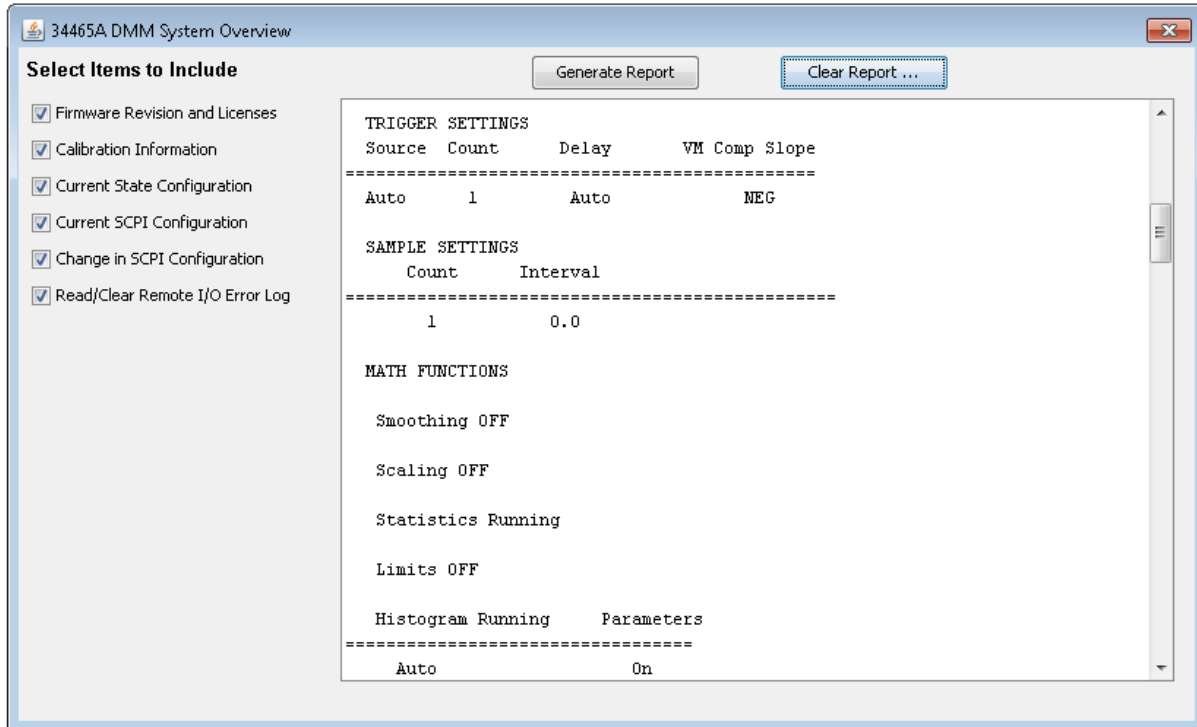 34465A DMM System Overview
Select Items to Include
Generate Report
Clear Report ...
Firmware Revision and Licenses
Calibration Information
Current State Configuration
Current SCPI Configuration
Change in SCPI Configuration
Read/Clear Remote I/O Error Log
TRIGGER SETTINGS
Source Count Delay VM Comp Slope
==============================================
Auto 1 Auto NEG
SAMPLE SETTINGS
Count Interval
================================================
1 0.0
MATH FUNCTIONS
Smoothing OFF
Scaling OFF
Statistics Running
Limits OFF
Histogram Running Parameters
==================================
Auto On